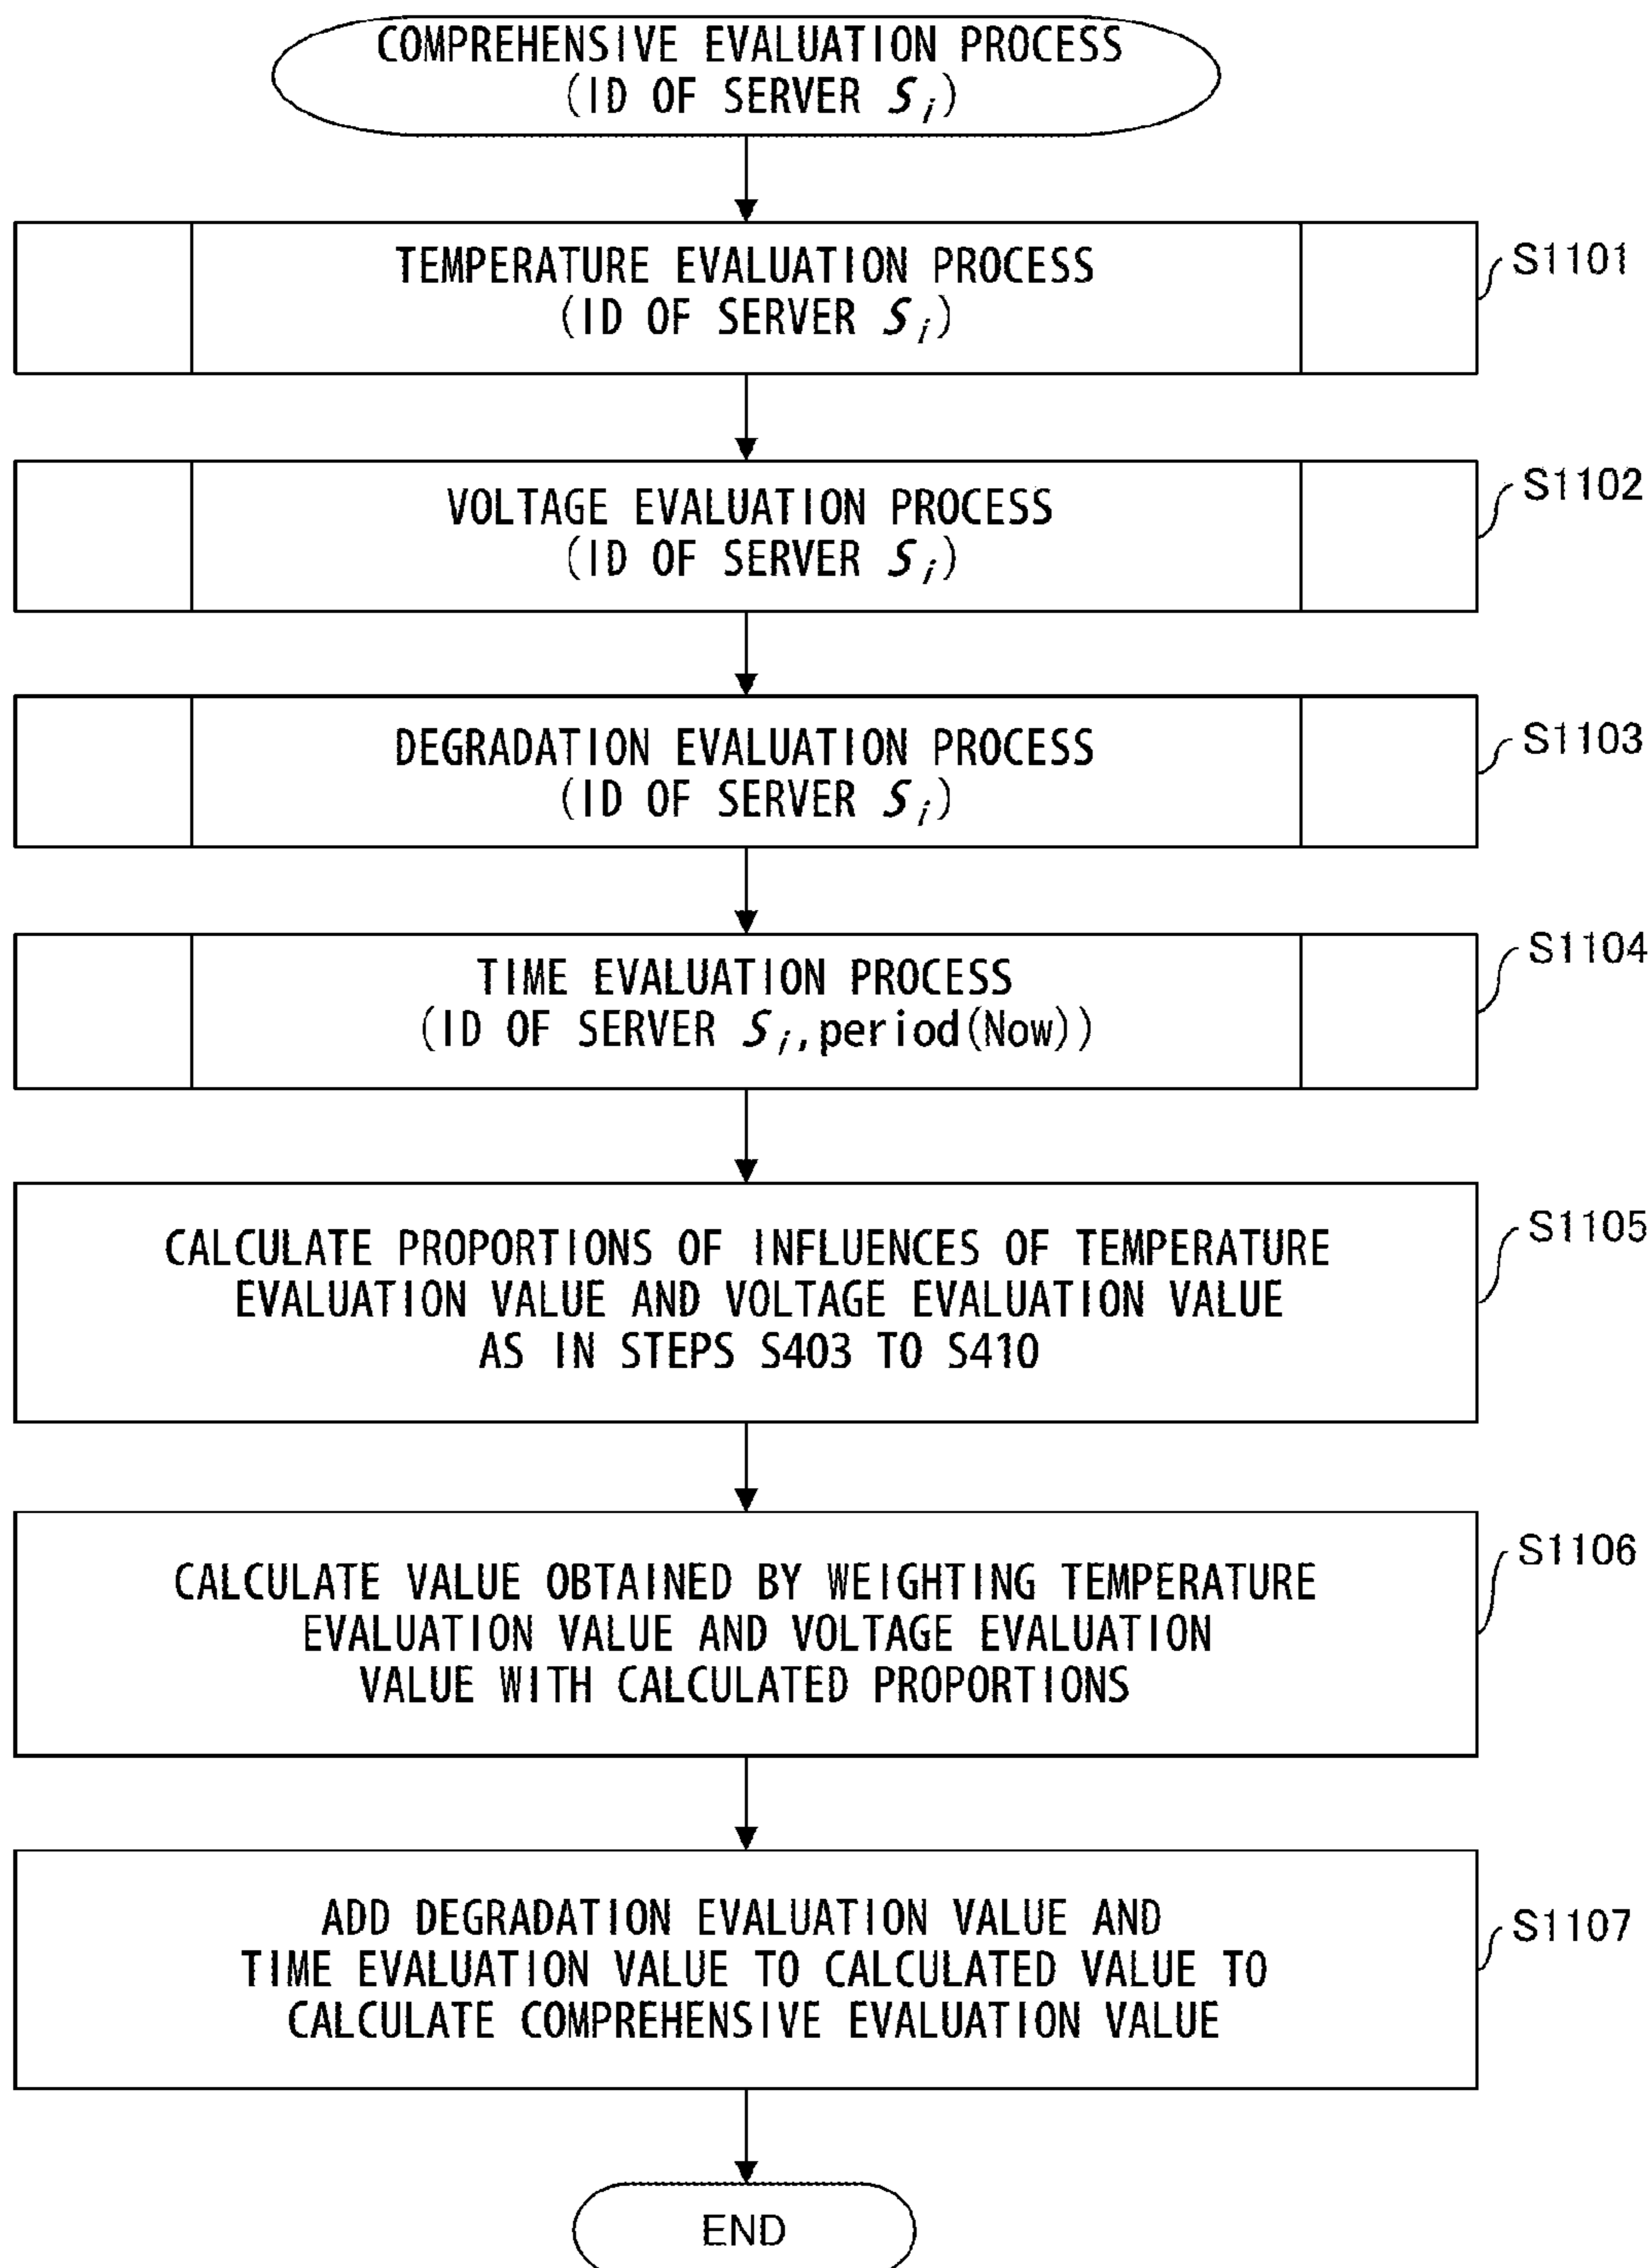 COMPREHENSIVE EVALUATION PROCESS
(ID OF SERVER Si)
TEMPERATURE EVALUATION PROCESS
(ID OF SERVER Si)
S1101
VOLTAGE EVALUATION PROCESS
(ID OF SERVER Si)
S1102
DEGRADATION EVALUATION PROCESS
(ID OF SERVER Si)
S1103
TIME EVALUATION PROCESS
(ID OF SERVER Si,period(Now))
S1104
CALCULATE PROPORTIONS OF INFLUENCES OF TEMPERATURE
EVALUATION VALUE AND VOLTAGE EVALUATION VALUE
AS IN STEPS S403 TO S410
S1105
CALCULATE VALUE OBTAINED BY WEIGHTING TEMPERATURE
EVALUATION VALUE AND VOLTAGE EVALUATION
VALUE WITH CALCULATED PROPORTIONS
S1106
ADD DEGRADATION EVALUATION VALUE AND
TIME EVALUATION VALUE TO CALCULATED VALUE TO
CALCULATE COMPREHENSIVE EVALUATION VALUE
S1107
END